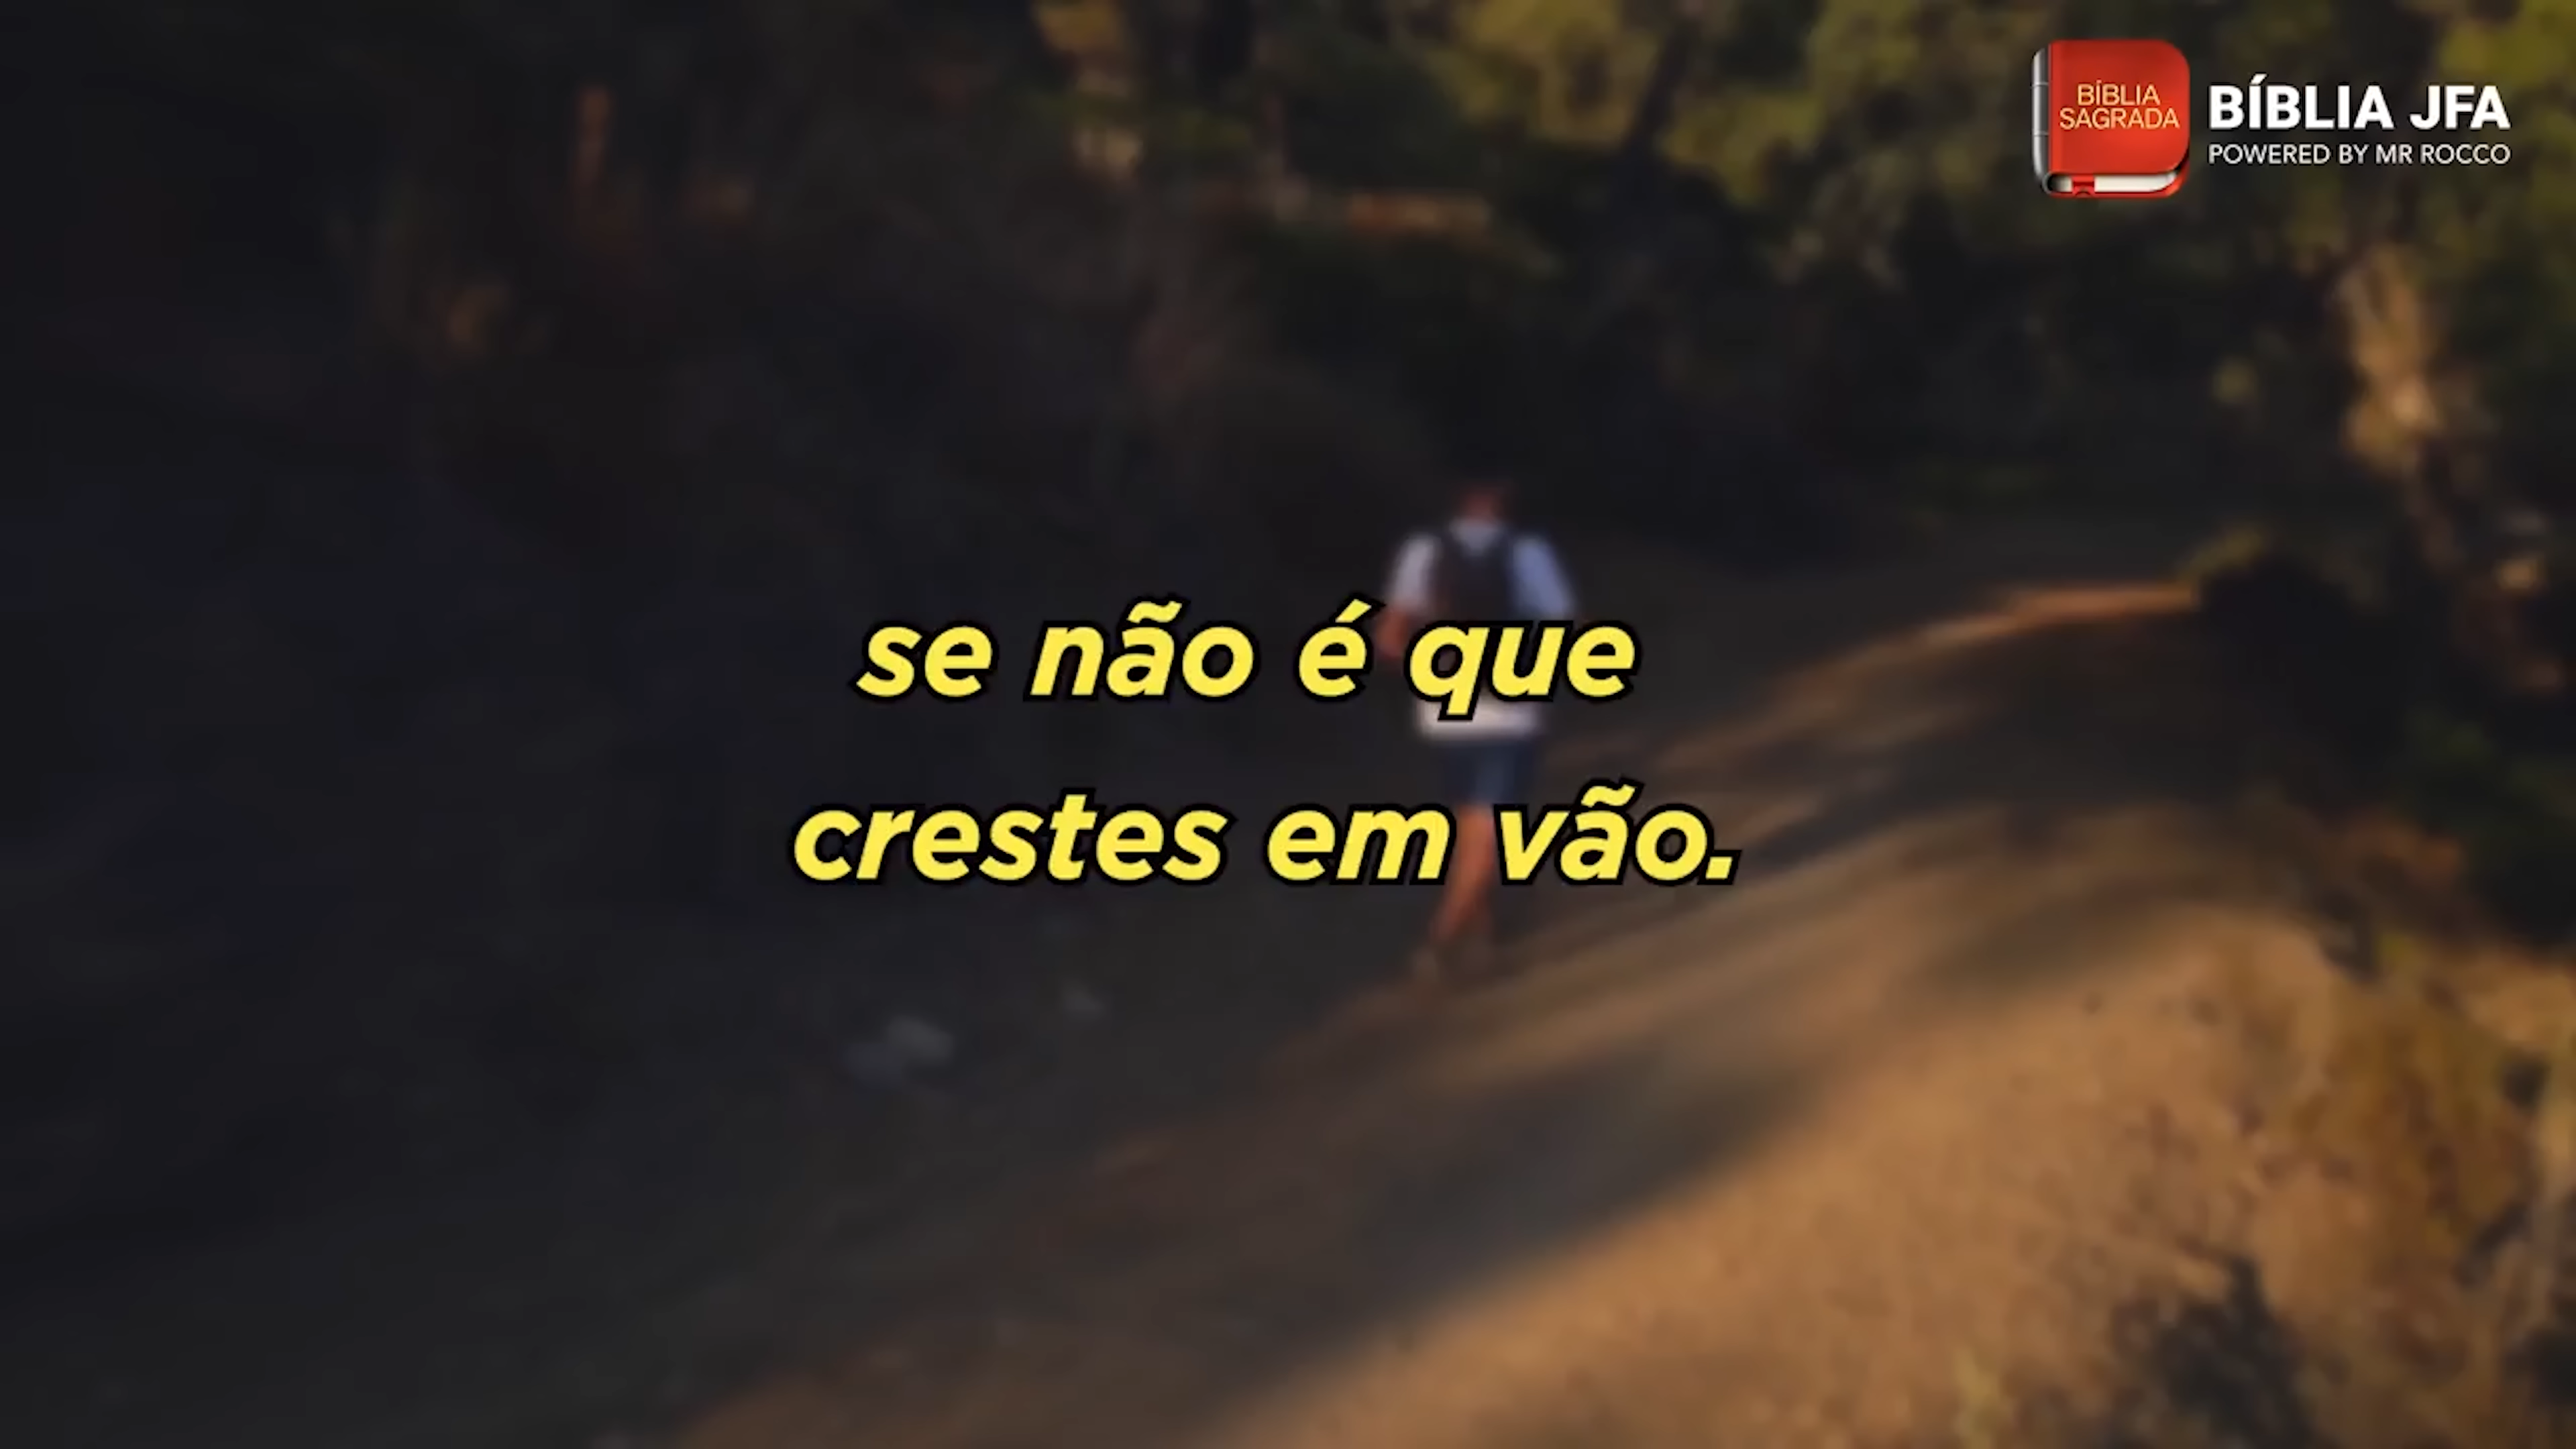 BÍBLIA
SAGRADA
BÍBLIA JFA
POWERED BY MR ROCCO
se não é que
crestes em vão.